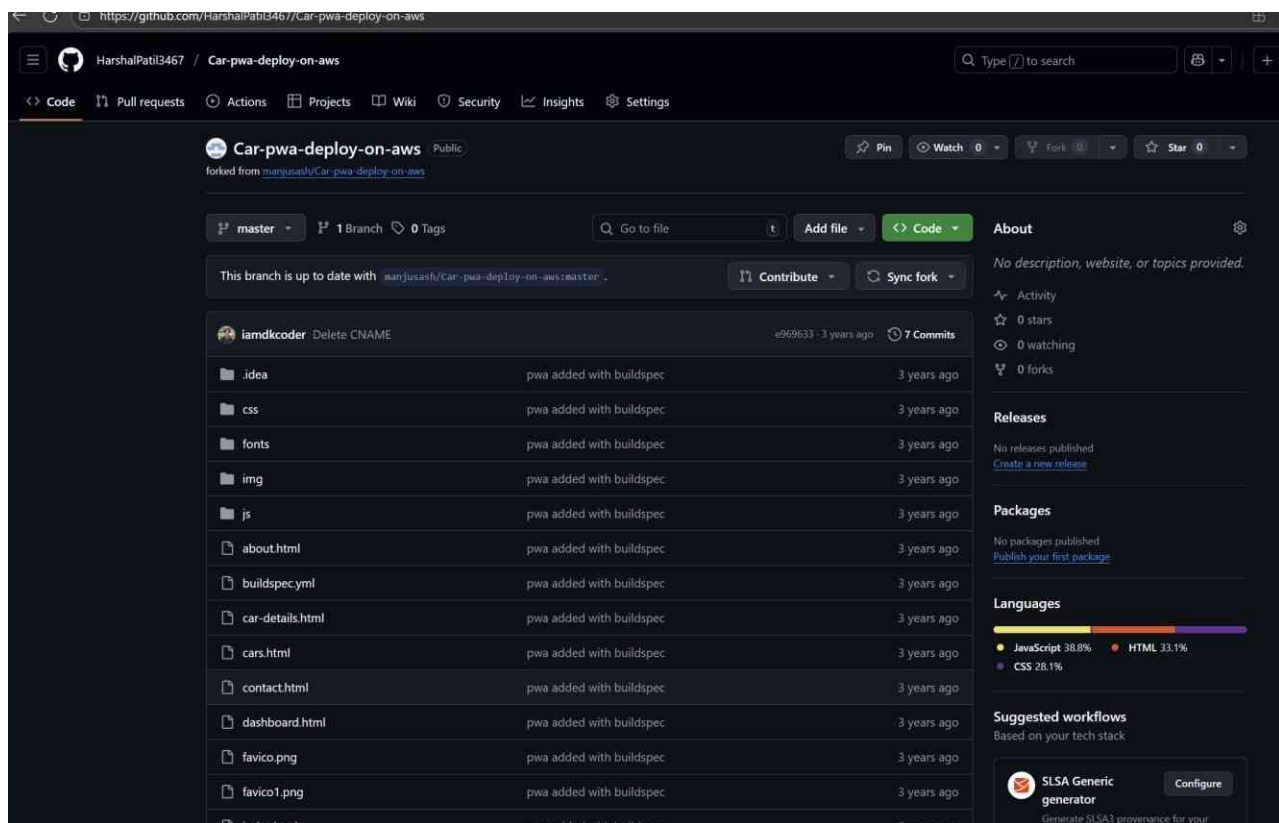 https://github.com/HarshalPatil3467/Car-pwa-deploy-on-aws
HarshalPatil3467 / Car-pwa-deploy-on-aws
Type / to search
<> Code Pull requests Actions Projects Wiki Security Insights Settings
Car-pwa-deploy-on-aws Public
Pin Watch 0 Fork 0 Star 0
forked from manjusash/Car-pwa-deploy-on-aws
master 1 Branch 0 Tags
Go to file t Add file <> Code
About
No description, website, or topics provided.
This branch is up to date with manjusash/Car-pwa-deploy-on-aws:master .
Contribute Sync fork
Activity
0 stars
0 watching
0 forks
iamdkcoder Delete CNAME e969633 · 3 years ago 7 Commits
.idea pwa added with buildspec 3 years ago
css pwa added with buildspec 3 years ago
fonts pwa added with buildspec 3 years ago
img pwa added with buildspec 3 years ago
js pwa added with buildspec 3 years ago
about.html pwa added with buildspec 3 years ago
buildspec.yml pwa added with buildspec 3 years ago
car-details.html pwa added with buildspec 3 years ago
cars.html pwa added with buildspec 3 years ago
contact.html pwa added with buildspec 3 years ago
dashboard.html pwa added with buildspec 3 years ago
favico.png pwa added with buildspec 3 years ago
favico1.png pwa added with buildspec 3 years ago
Releases
No releases published
Create a new release
Packages
No packages published
Publish your first package
Languages
JavaScript 38.8% HTML 33.1%
CSS 28.1%
Suggested workflows
Based on your tech stack
SLSA Generic
generator
Configure
Generate SLSA3 provenance for your